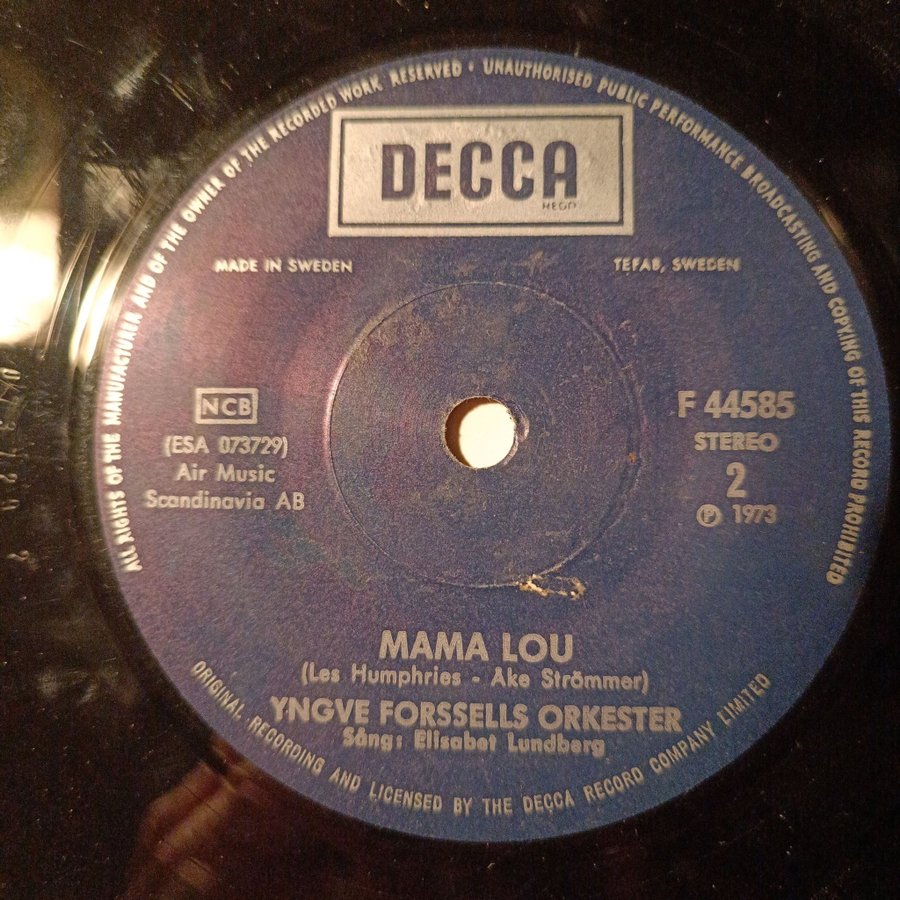 ALL RIGHTS OF THE MANUFACTURER AND OF THE OWNER OF THE RECORDED WORK RESERVED · UNAUTHORISED PUBLIC PERFORMANCE BROADCASTING AND COPYING OF THIS RECORD PROHIBITED
DECCA
REGD
MADE IN SWEDEN
TEFAB, SWEDEN
NCB
(ESA 073729)
Air Music
Scandinavia AB
F 44585
STEREO
2
Ⓟ 1973
MAMA LOU
(Les Humphries - Åke Strömmer)
YNGVE FORSSELLS ORKESTER
Sång: Elisabet Lundberg
ORIGINAL RECORDING AND LICENSED BY THE DECCA RECORD COMPANY LIMITED